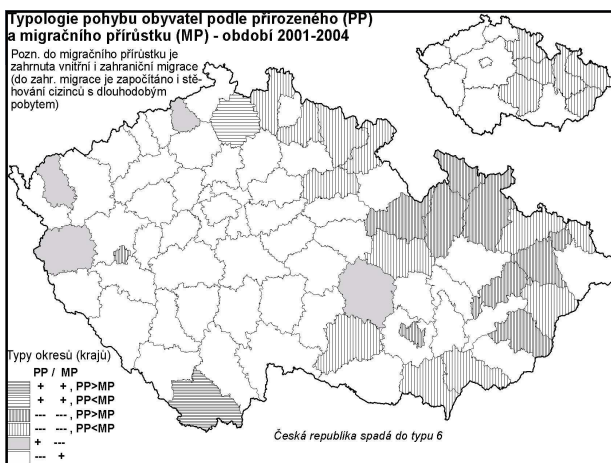 Typologie pohybu obyvatel podle přirozeného (PP)
a migračního přírůstku (MP) - období 2001-2004
Pozn. do migračního přírůstku je
zahrnuta vnitřní i zahraniční migrace
(do zahr. migrace je započítáno i stě-
hování cizinců s dlouhodobým
pobytem)
Typy okresů (krajů)
PP / MP
+ +, PP>MP
+ +, PP<MP
--- ---, PP>MP
--- ---, PP<MP
+ ---
--- +
Česká republika spadá do typu 6